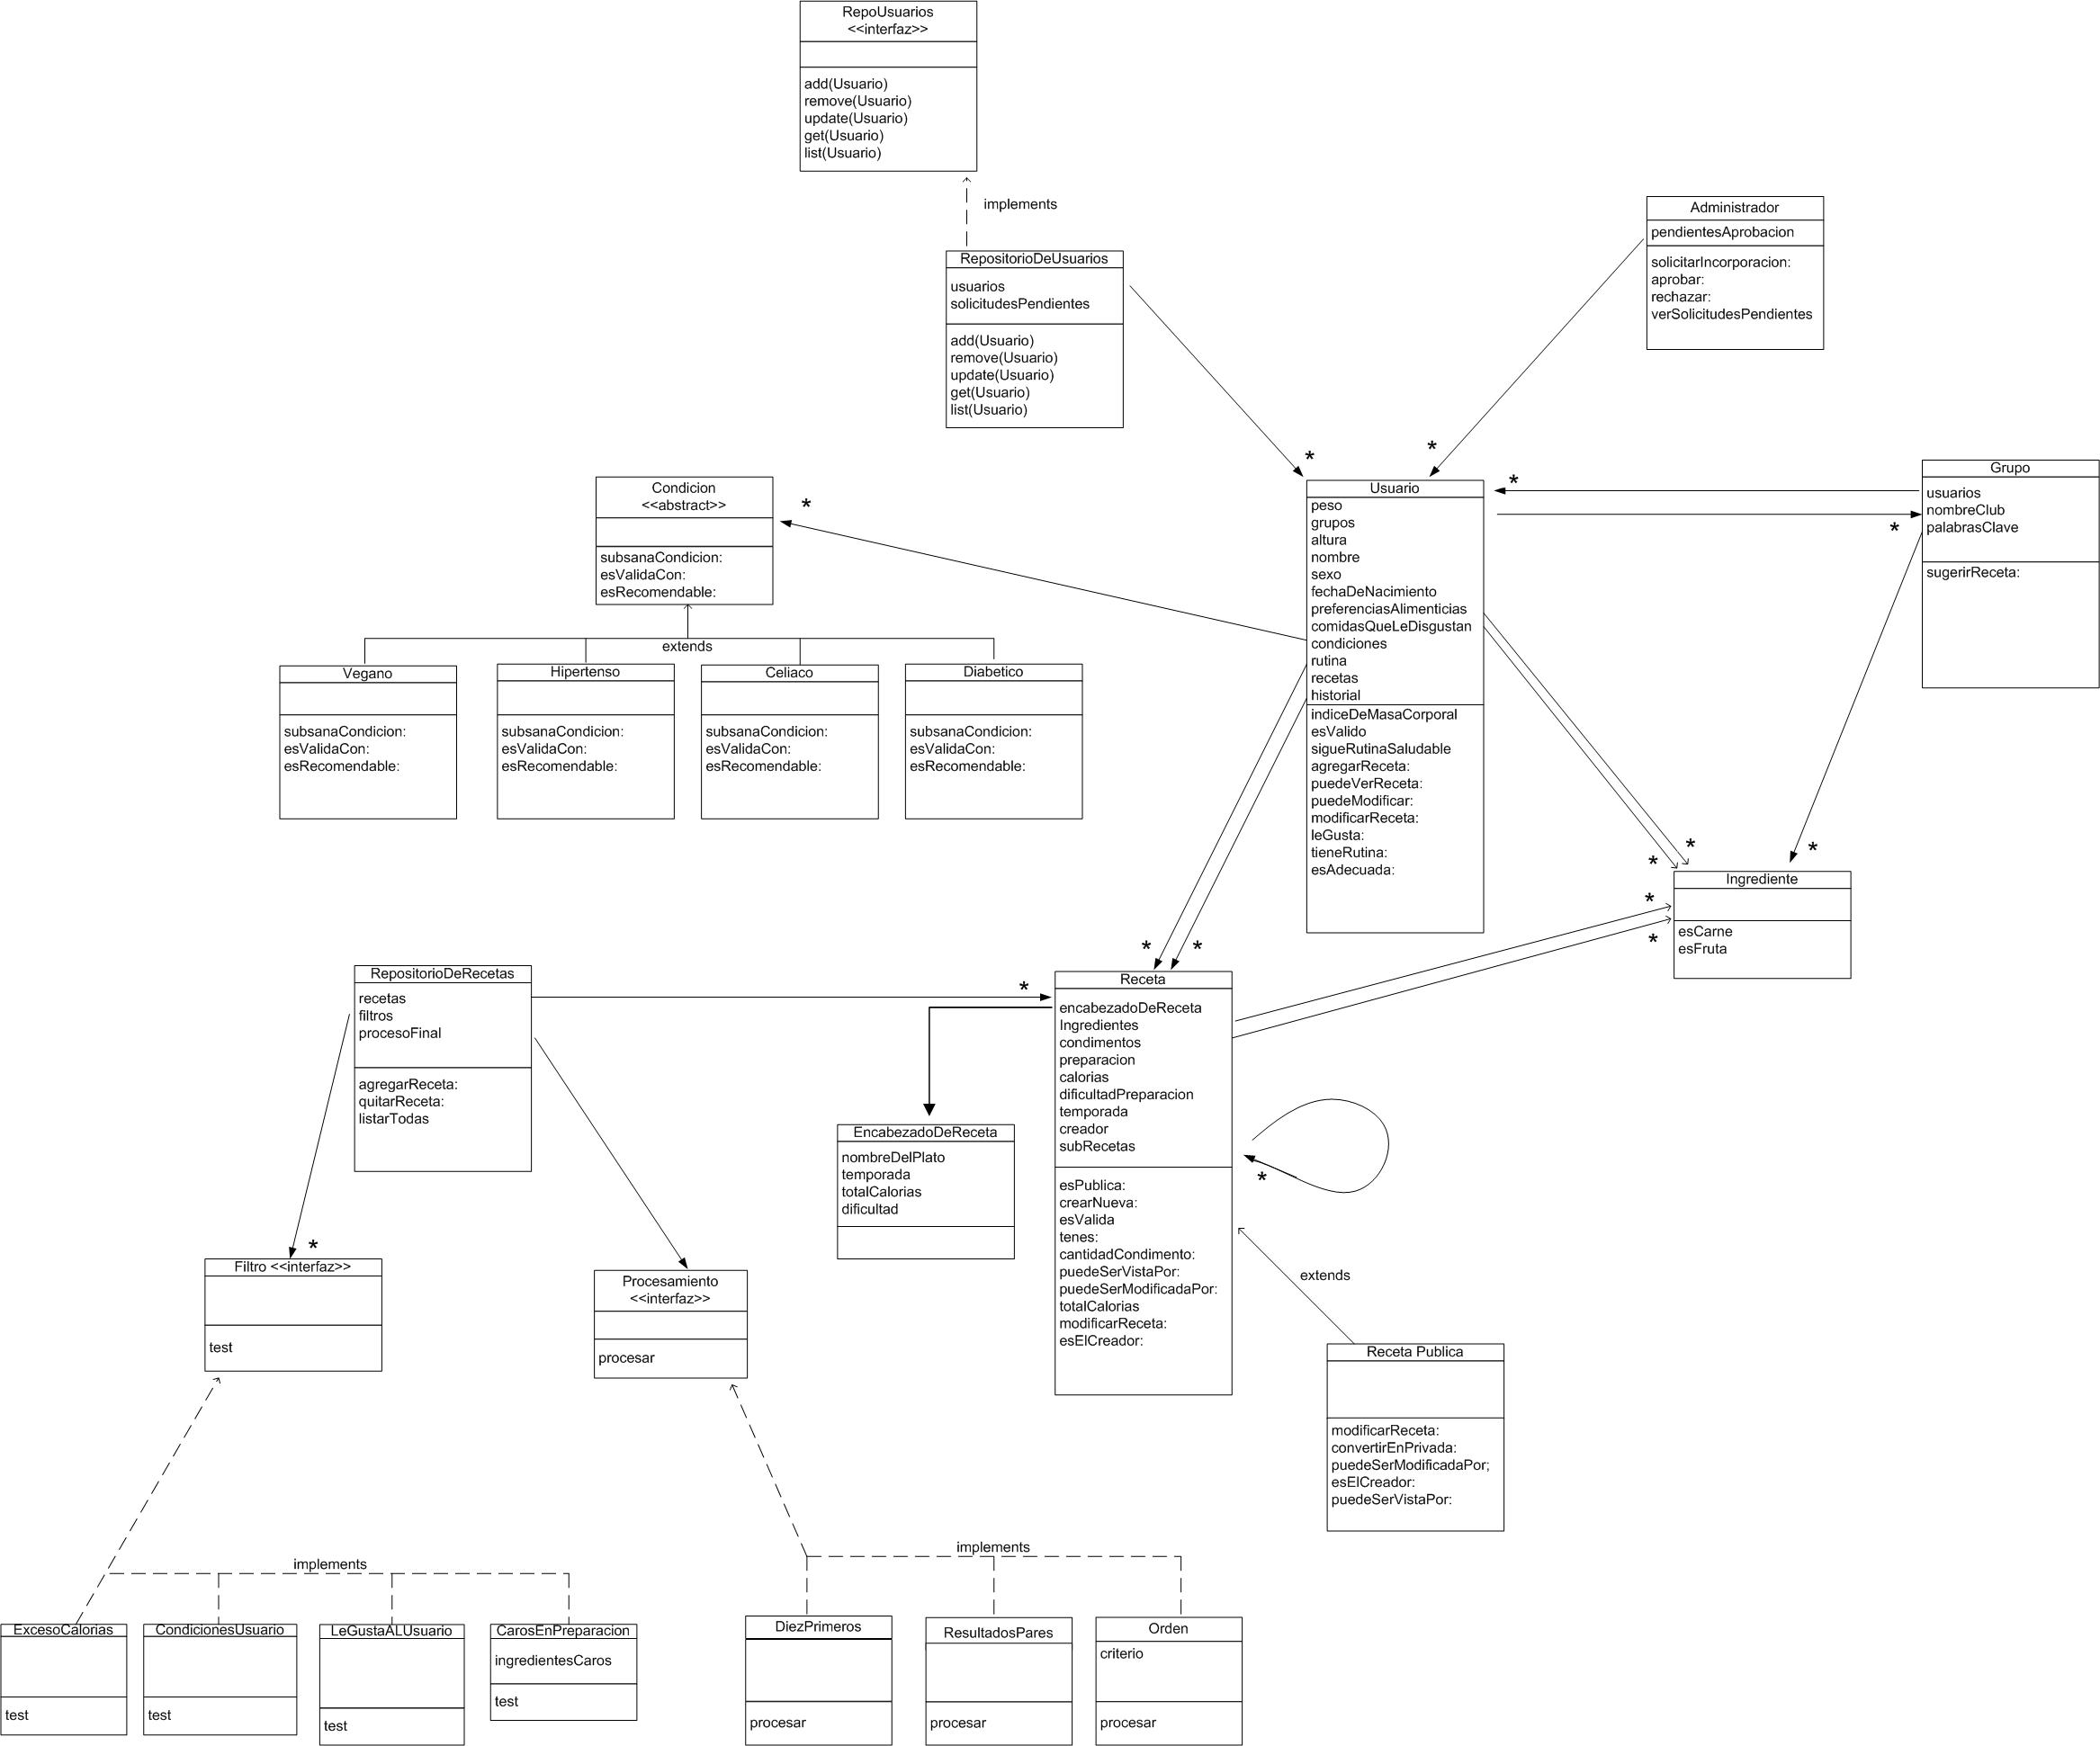 RepoUsuarios
<<interfaz>>
add(Usuario)
remove(Usuario)
update(Usuario)
get(Usuario)
list(Usuario)
implements
Administrador
pendientesAprobacion
solicitarIncorporacion:
aprobar:
rechazar:
verSolicitudesPendientes
RepositorioDeUsuarios
usuarios
solicitudesPendientes
add(Usuario)
remove(Usuario)
update(Usuario)
get(Usuario)
list(Usuario)
*
*
Condicion
<<abstract>>
subsanaCondicion:
esValidaCon:
esRecomendable:
*
Usuario
peso
grupos
altura
nombre
sexo
fechaDeNacimiento
preferenciasAlimenticias
comidasQueLeDisgustan
condiciones
rutina
recetas
historial
indiceDeMasaCorporal
esValido
sigueRutinaSaludable
agregarReceta:
puedeVerReceta:
puedeModificar:
modificarReceta:
leGusta:
tieneRutina:
esAdecuada:
*
*
Grupo
usuarios
nombreClub
palabrasClave
sugerirReceta:
extends
Vegano
subsanaCondicion:
esValidaCon:
esRecomendable:
Hipertenso
subsanaCondicion:
esValidaCon:
esRecomendable:
Celiaco
subsanaCondicion:
esValidaCon:
esRecomendable:
Diabetico
subsanaCondicion:
esValidaCon:
esRecomendable:
*
*
*
Ingrediente
esCarne
esFruta
*
*
*
*
RepositorioDeRecetas
recetas
filtros
procesoFinal
agregarReceta:
quitarReceta:
listarTodas
*
Receta
encabezadoDeReceta
Ingredientes
condimentos
preparacion
calorias
dificultadPreparacion
temporada
creador
subRecetas
esPublica:
crearNueva:
esValida
tenes:
cantidadCondimento:
puedeSerVistaPor:
puedeSerModificadaPor:
totalCalorias
modificarReceta:
esElCreador:
*
EncabezadoDeReceta
nombreDelPlato
temporada
totalCalorias
dificultad
*
Filtro <<interfaz>>
test
Procesamiento
<<interfaz>>
procesar
extends
Receta Publica
modificarReceta:
convertirEnPrivada:
puedeSerModificadaPor;
esElCreador:
puedeSerVistaPor:
implements
implements
ExcesoCalorias
test
CondicionesUsuario
test
LeGustaALUsuario
test
CarosEnPreparacion
ingredientesCaros
test
DiezPrimeros
procesar
ResultadosPares
procesar
Orden
criterio
procesar